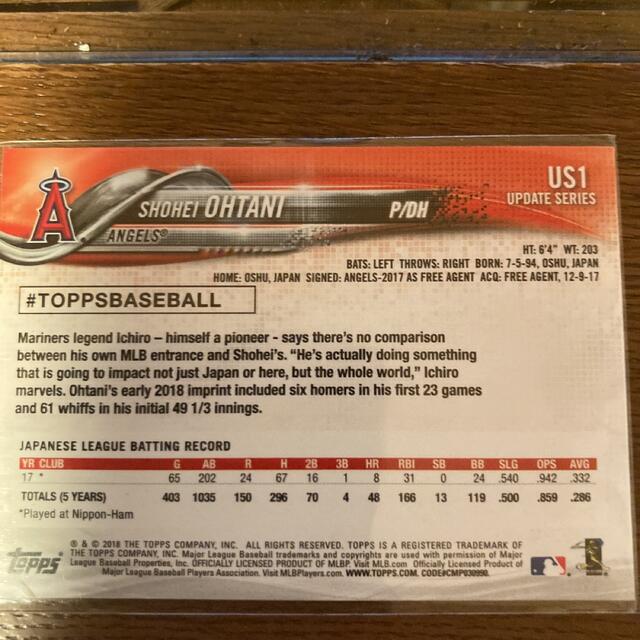 US1
UPDATE SERIES
A
SHOHEI OHTANI
P/DH
ANGELS®
HT: 6'4" WT: 203
BATS: LEFT THROWS: RIGHT BORN: 7-5-94, OSHU, JAPAN
HOME: OSHU, JAPAN SIGNED: ANGELS-2017 AS FREE AGENT ACQ: FREE AGENT, 12-9-17
#TOPPSBASEBALL
Mariners legend Ichiro – himself a pioneer - says there's no comparison
between his own MLB entrance and Shohei's. "He's actually doing something
that is going to impact not just Japan or here, but the whole world," Ichiro
marvels. Ohtani's early 2018 imprint included six homers in his first 23 games
and 61 whiffs in his initial 49 1/3 innings.
JAPANESE LEAGUE BATTING RECORD
YR CLUB G AB R H 2B 3B HR RBI SB BB SLG OPS AVG
17 * 65 202 24 67 16 1 8 31 0 24 .540 .942 .332
TOTALS (5 YEARS) 403 1035 150 296 70 4 48 166 13 119 .500 .859 .286
*Played at Nippon-Ham
® & © 2018 THE TOPPS COMPANY, INC. ALL RIGHTS RESERVED. TOPPS IS A REGISTERED TRADEMARK OF
THE TOPPS COMPANY, INC. Major League Baseball trademarks and copyrights are used with permission of Major
League Baseball Properties, Inc. OFFICIALLY LICENSED PRODUCT OF MLBP. Visit MLB.com Officially Licensed Product of
Major League Baseball Players Association. Visit MLBPlayers.com. WWW.TOPPS.COM. CODE#CMP030990.
topps